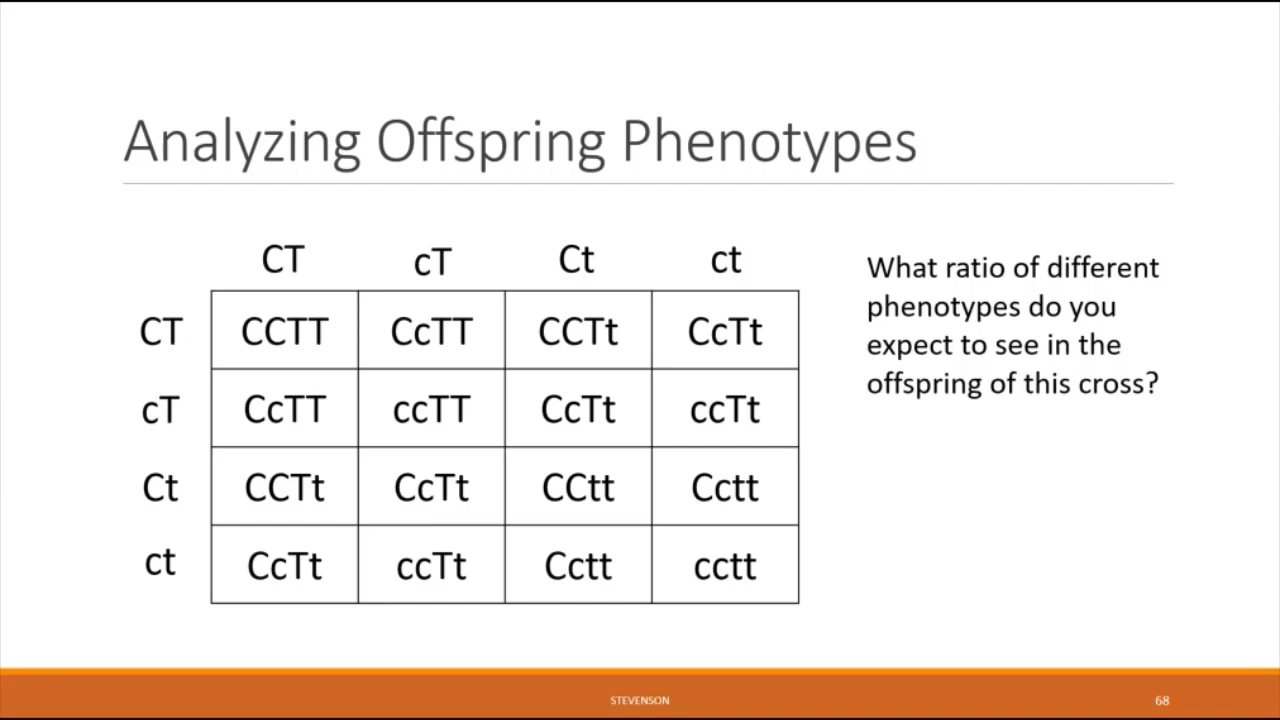 Analyzing Offspring Phenotypes
CT cT Ct ct
CT CCTT CcTT CCTt CcTt
cT CcTT ccTT CcTt ccTt
Ct CCTt CcTt CCtt Cctt
ct CcTt ccTt Cctt cctt
What ratio of different
phenotypes do you
expect to see in the
offspring of this cross?
STEVENSON
68